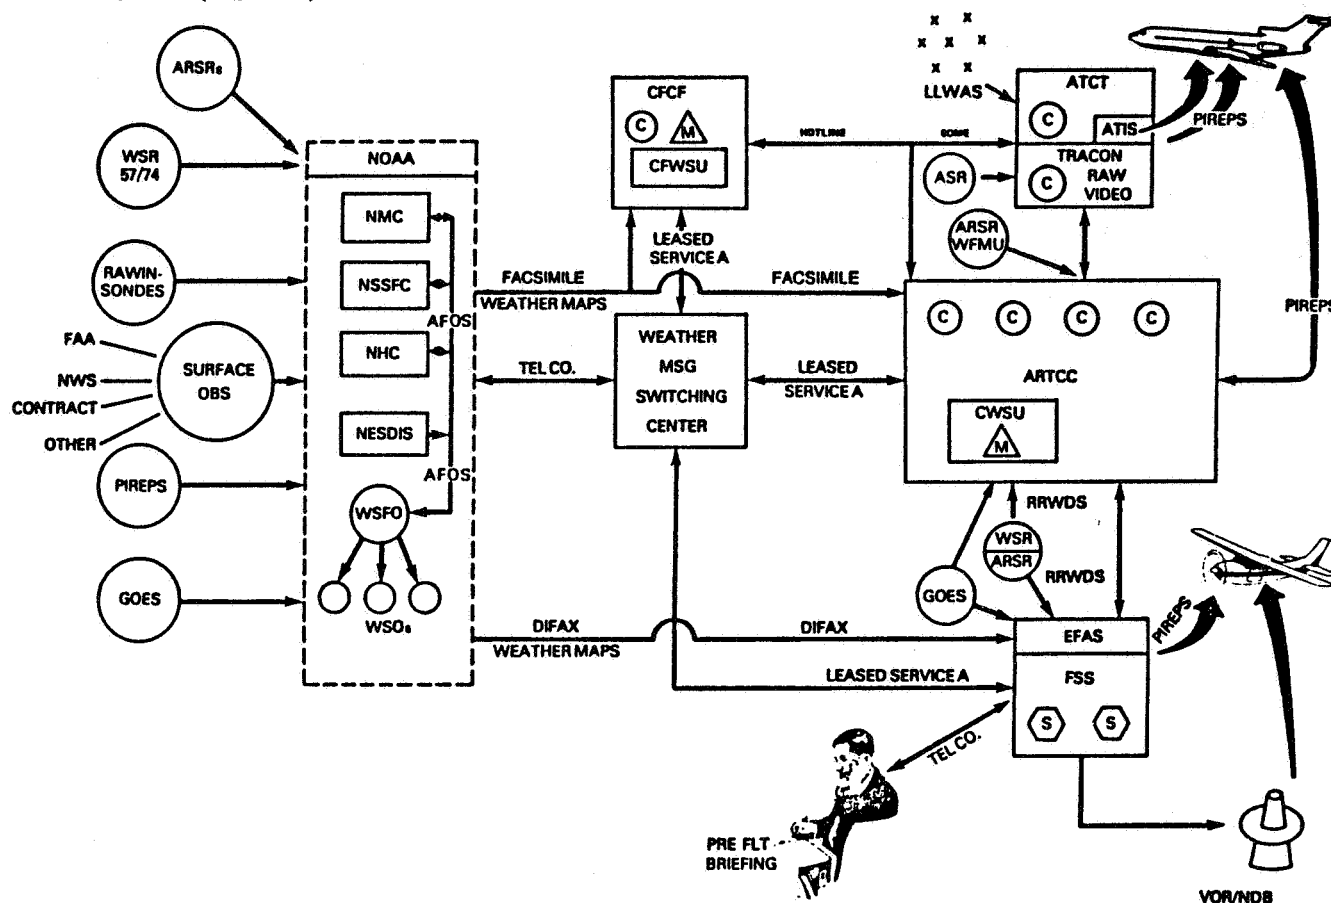 ARSRs
WSR
57/74
RAWIN-
SONDES
FAA
NWS
CONTRACT
OTHER
SURFACE
OBS
PIREPS
GOES
NOAA
NMC
NSSFC
AFOS
NHC
NESDIS
AFOS
WSFO
WSOs
CFCF
C
M
CFWSU
LEASED
SERVICE A
FACSIMILE
WEATHER MAPS
FACSIMILE
TEL CO.
WEATHER
MSG
SWITCHING
CENTER
LEASED
SERVICE A
HOTLINE
SOME
x x
x x x
x x
LLWAS
ATCT
C
ATIS
TRACON
RAW
VIDEO
C
PIREPS
ASR
ARSR
WFMU
PIREPS
C C C C
ARTCC
CWSU
M
RRWDS
WSR
ARSR
RRWDS
GOES
DIFAX
WEATHER MAPS
DIFAX
EFAS
FSS
S S
PIREPS
LEASED SERVICE A
TEL CO.
PRE FLT
BRIEFING
VOR/NDB